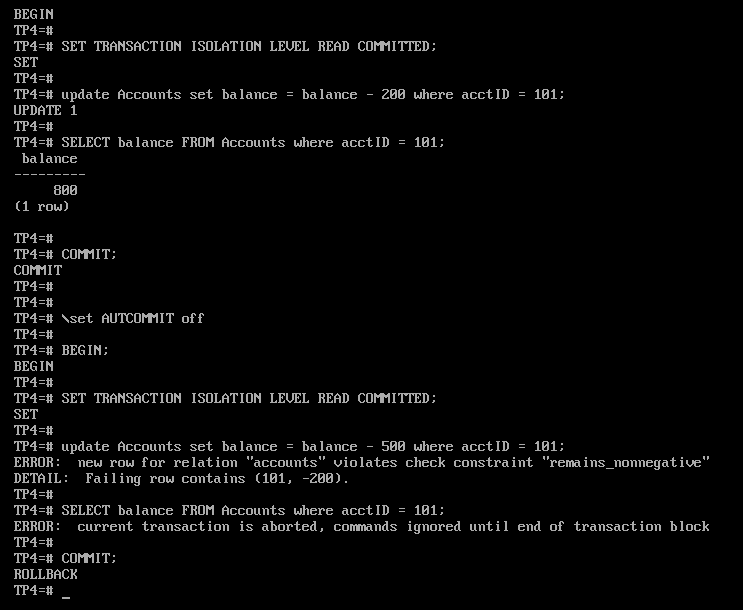 BEGIN
TP4=#
TP4=# SET TRANSACTION ISOLATION LEVEL READ COMMITTED;
SET
TP4=#
TP4=# update Accounts set balance = balance - 200 where acctID = 101;
UPDATE 1
TP4=#
TP4=# SELECT balance FROM Accounts where acctID = 101;
 balance
---------
     800
(1 row)

TP4=#
TP4=# COMMIT;
COMMIT
TP4=#
TP4=#
TP4=# \set AUTCOMMIT off
TP4=#
TP4=# BEGIN;
BEGIN
TP4=#
TP4=# SET TRANSACTION ISOLATION LEVEL READ COMMITTED;
SET
TP4=#
TP4=# update Accounts set balance = balance - 500 where acctID = 101;
ERROR:  new row for relation "accounts" violates check constraint "remains_nonnegative"
DETAIL:  Failing row contains (101, -200).
TP4=#
TP4=# SELECT balance FROM Accounts where acctID = 101;
ERROR:  current transaction is aborted, commands ignored until end of transaction block
TP4=#
TP4=# COMMIT;
ROLLBACK
TP4=# _